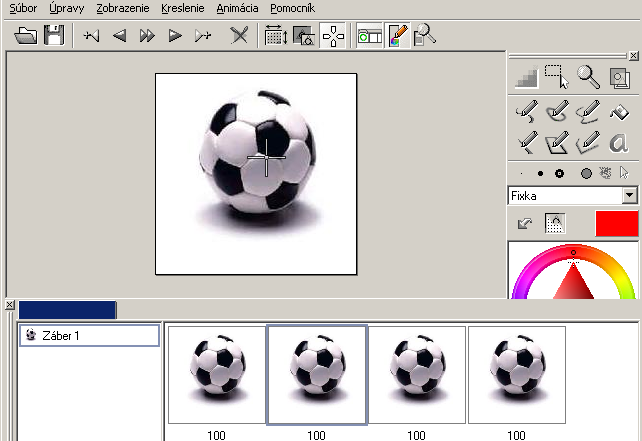 Súbor Úpravy Zobrazenie Kreslenie Animácia Pomocník
Fixka
Záber 1
100 100 100 100